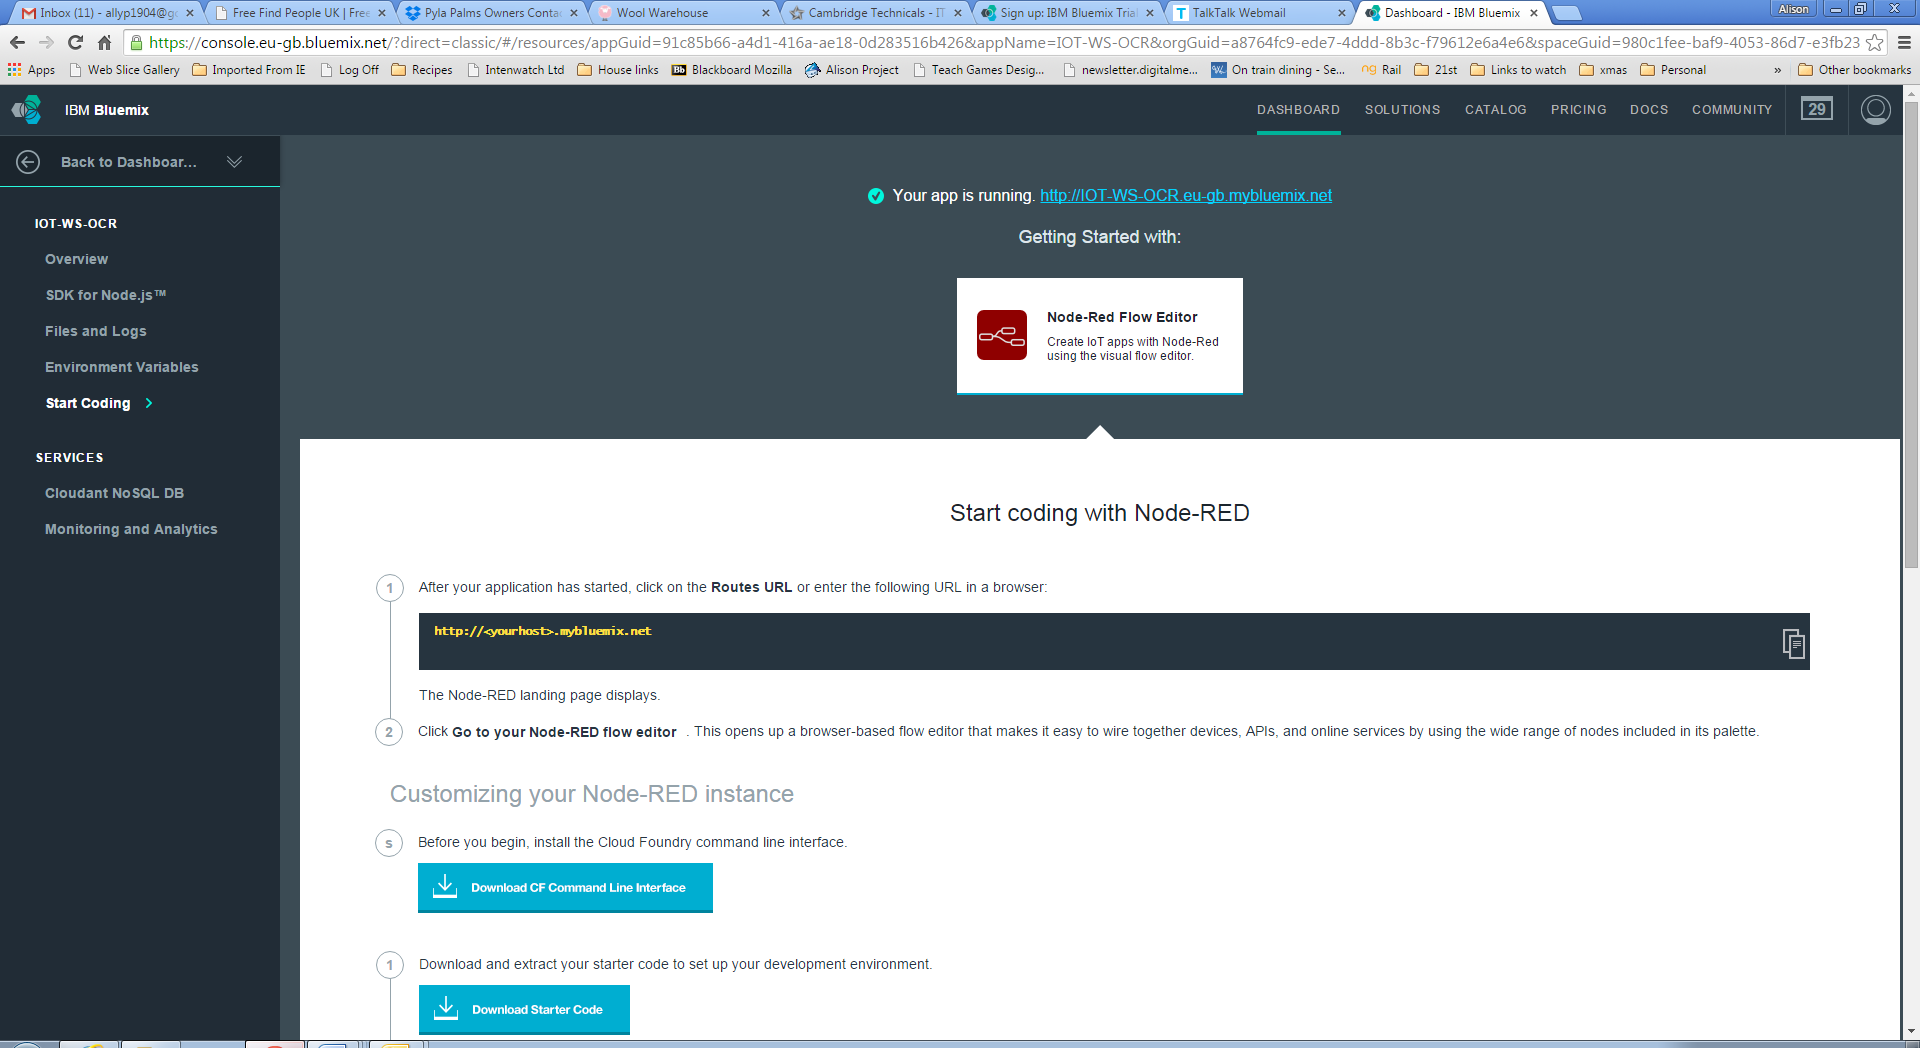 Inbox (11) - allyp1904@g
Free Find People UK | Free
Pyla Palms Owners Conta
Wool Warehouse
Cambridge Technicals - IT
Sign up: IBM Bluemix Trial
TalkTalk Webmail
Dashboard - IBM Bluemix
Alison
https://console.eu-gb.bluemix.net/?direct=classic/#/resources/appGuid=91c85b66-a4d1-416a-ae18-0d283516b426&appName=IOT-WS-OCR&orgGuid=a8764fc9-ede7-4ddd-8b3c-f79612e6a4e6&spaceGuid=980c1fee-baf9-4053-86d7-e3fb23
Apps
Web Slice Gallery
Imported From IE
Log Off
Recipes
Intenwatch Ltd
House links
Bb Blackboard Mozilla
Alison Project
Teach Games Desig...
newsletter.digitalme...
On train dining - Se...
ng Rail
21st
Links to watch
xmas
Personal
»
Other bookmarks
IBM Bluemix
DASHBOARD
SOLUTIONS
CATALOG
PRICING
DOCS
COMMUNITY
29
Back to Dashboar...
IOT-WS-OCR
Overview
SDK for Node.js™
Files and Logs
Environment Variables
Start Coding
SERVICES
Cloudant NoSQL DB
Monitoring and Analytics
Your app is running. http://IOT-WS-OCR.eu-gb.mybluemix.net
Getting Started with:
Node-Red Flow Editor
Create IoT apps with Node-Red
using the visual flow editor.
Start coding with Node-RED
1 After your application has started, click on the Routes URL or enter the following URL in a browser:
http://<yourhost>.mybluemix.net
The Node-RED landing page displays.
2 Click Go to your Node-RED flow editor . This opens up a browser-based flow editor that makes it easy to wire together devices, APIs, and online services by using the wide range of nodes included in its palette.
Customizing your Node-RED instance
s Before you begin, install the Cloud Foundry command line interface.
Download CF Command Line Interface
1 Download and extract your starter code to set up your development environment.
Download Starter Code